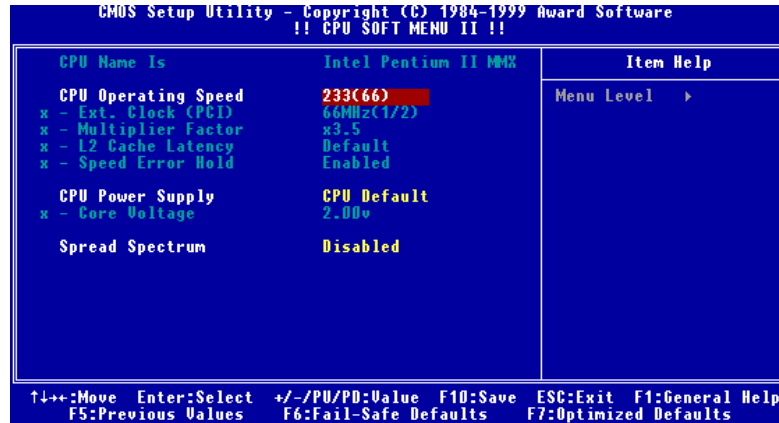 CMOS Setup Utility - Copyright (C) 1984-1999 Award Software
!! CPU SOFT MENU II !!
CPU Name Is Intel Pentium II MMX
Item Help
CPU Operating Speed 233(66)
Menu Level ▸
x - Ext. Clock (PCI) 66MHz(1/2)
x - Multiplier Factor x3.5
x - L2 Cache Latency Default
x - Speed Error Hold Enabled
CPU Power Supply CPU Default
x - Core Voltage 2.00v
Spread Spectrum Disabled
↑↓→←:Move Enter:Select +/-/PU/PD:Value F10:Save ESC:Exit F1:General Help
F5:Previous Values F6:Fail-Safe Defaults F7:Optimized Defaults